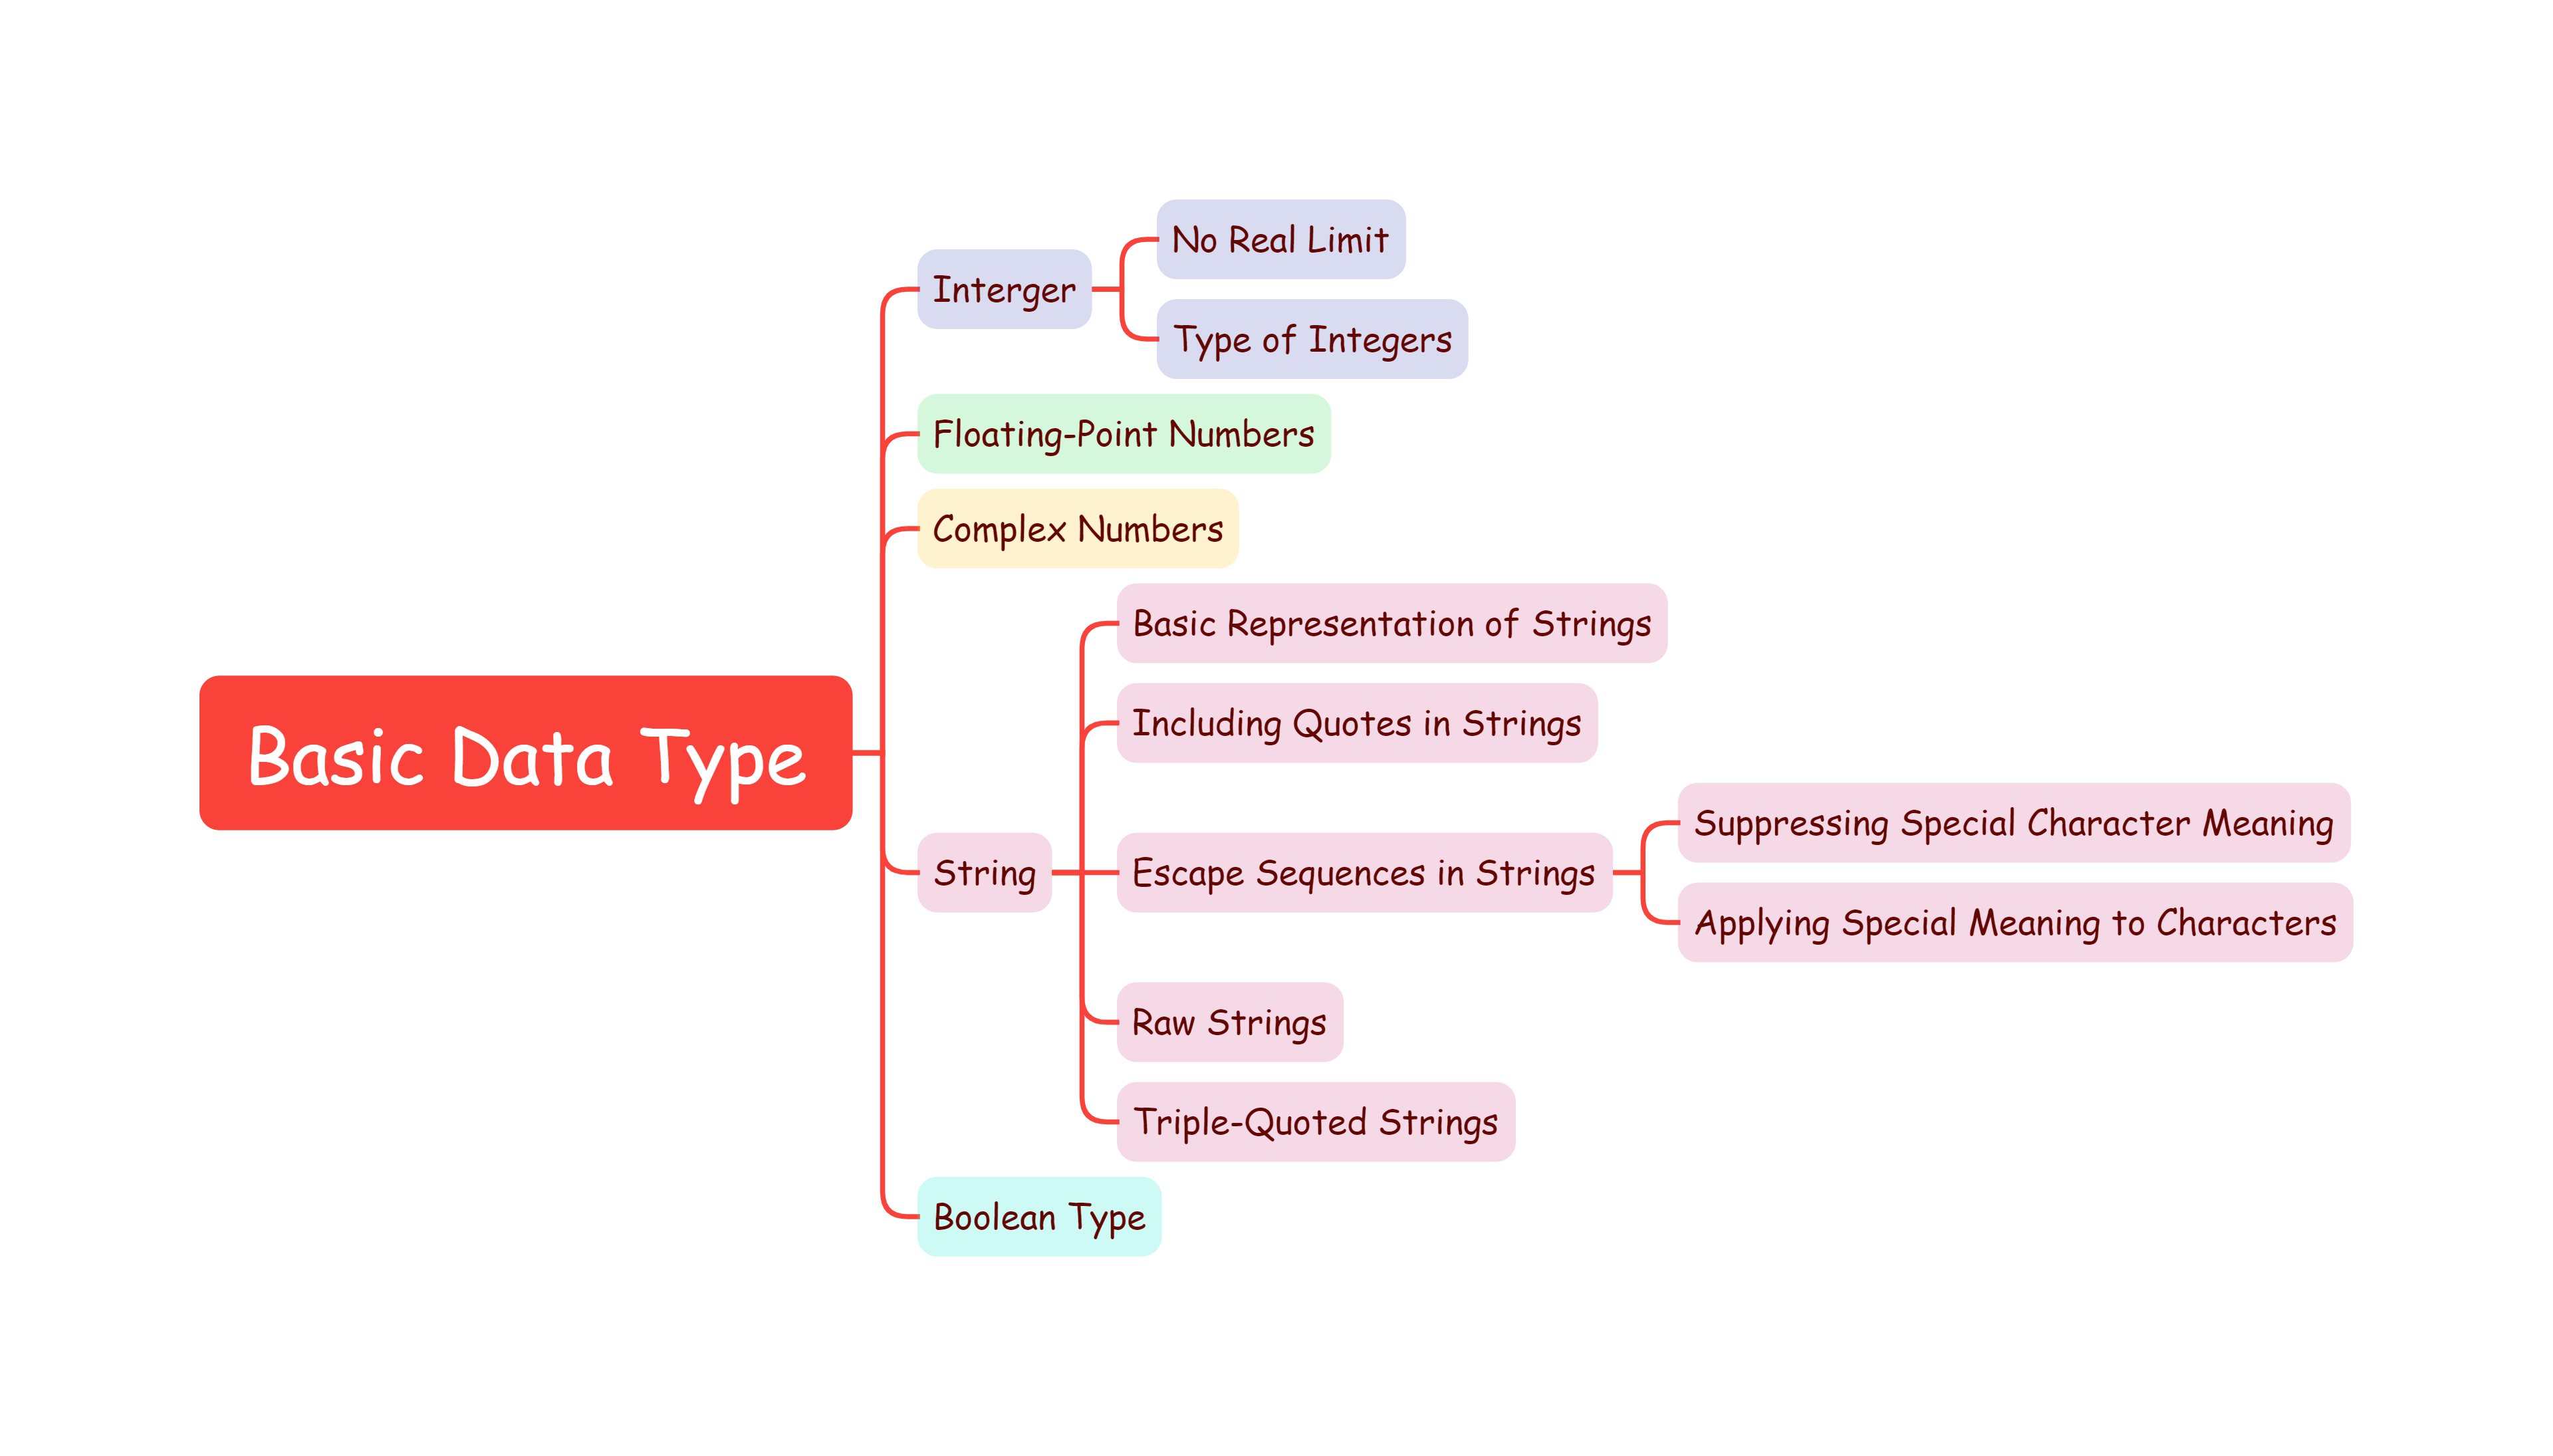 Basic Data Type
Interger
No Real Limit
Type of Integers
Floating-Point Numbers
Complex Numbers
String
Basic Representation of Strings
Including Quotes in Strings
Escape Sequences in Strings
Suppressing Special Character Meaning
Applying Special Meaning to Characters
Raw Strings
Triple-Quoted Strings
Boolean Type